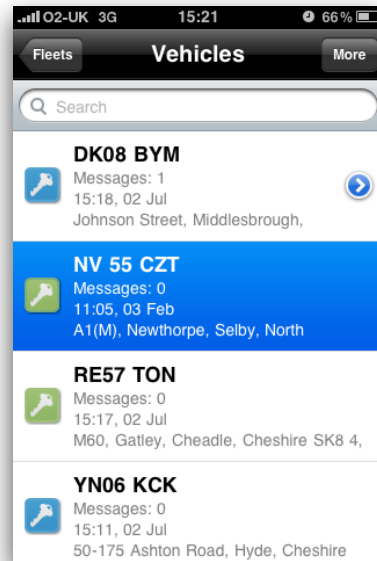 O2-UK 3G 15:21 66%
Fleets Vehicles More
Search
DK08 BYM
Messages: 1
15:18, 02 Jul
Johnson Street, Middlesbrough,
NV 55 CZT
Messages: 0
11:05, 03 Feb
A1(M), Newthorpe, Selby, North
RE57 TON
Messages: 0
15:17, 02 Jul
M60, Gatley, Cheadle, Cheshire SK8 4,
YN06 KCK
Messages: 0
15:11, 02 Jul
50-175 Ashton Road, Hyde, Cheshire